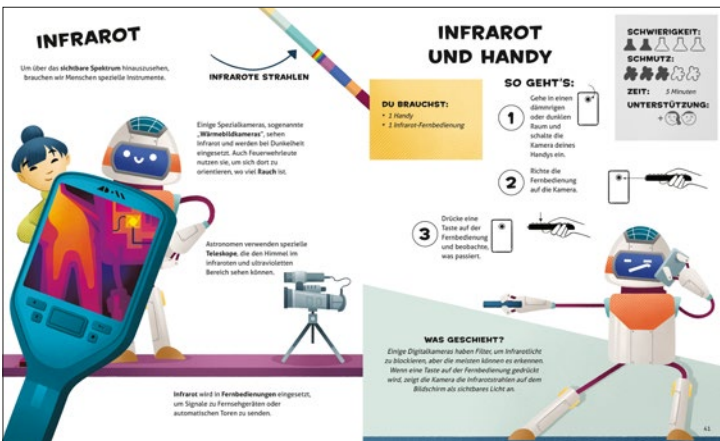 INFRAROT
Um über das sichtbare Spektrum hinauszusehen,
brauchen wir Menschen spezielle Instrumente.
INFRAROTE STRAHLEN
Einige Spezialkameras, sogenannte
„Wärmebildkameras“, sehen
Infrarot und werden bei Dunkelheit
eingesetzt. Auch Feuerwehrleute
nutzen sie, um sich dort zu
orientieren, wo viel Rauch ist.
Astronomen verwenden spezielle
Teleskope, die den Himmel im
infraroten und ultravioletten
Bereich sehen können.
Infrarot wird in Fernbedienungen eingesetzt,
um Signale zu Fernsehgeräten oder
automatischen Toren zu senden.
INFRAROT
UND HANDY
DU BRAUCHST:
• 1 Handy
• 1 Infrarot-Fernbedienung
SO GEHT'S:
1
Gehe in einen
dämmrigen
oder dunklen
Raum und
schalte die
Kamera deines
Handys ein.
2
Richte die
Fernbedienung
auf die Kamera.
3
Drücke eine
Taste auf der
Fernbedienung
und beobachte,
was passiert.
SCHWIERIGKEIT:
SCHMUTZ:
ZEIT: 5 Minuten
UNTERSTÜTZUNG:
+
WAS GESCHIEHT?
Einige Digitalkameras haben Filter, um Infrarotlicht
zu blockieren, aber die meisten können es erkennen.
Wenn eine Taste auf der Fernbedienung gedrückt
wird, zeigt die Kamera die Infrarotstrahlen auf dem
Bildschirm als sichtbares Licht an.
41